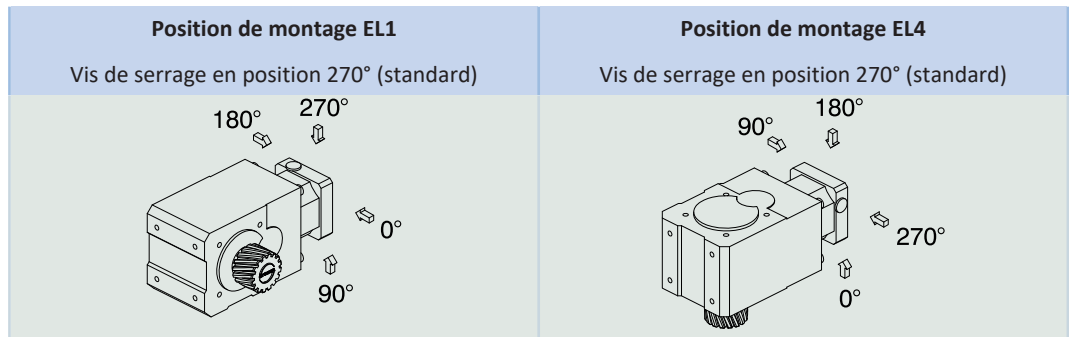 Position de montage EL1
Vis de serrage en position 270° (standard)
180°
270°
0°
90°
Position de montage EL4
Vis de serrage en position 270° (standard)
90°
180°
270°
0°